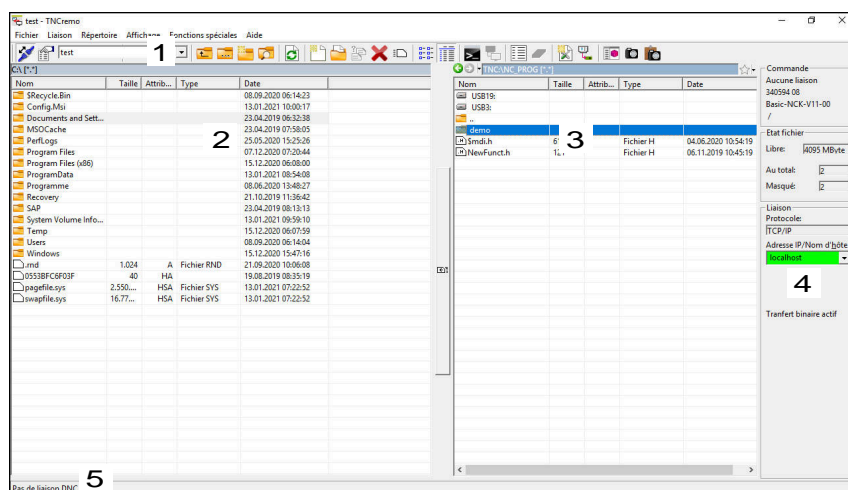 test - TNCremo
Fichier Liaison Répertoire Affichage Fonctions spéciales Aide
1
test
C:\ [*.*]
Nom Taille Attrib... Type Date
$Recycle.Bin 08.09.2020 06:14:23
Config.Msi 13.01.2021 10:00:17
Documents and Sett... 23.04.2019 06:32:38
MSOCache 23.04.2019 07:58:05
PerfLogs 25.05.2020 15:25:26
Program Files 07.12.2020 07:20:44
Program Files (x86) 15.12.2020 06:08:00
ProgramData 13.01.2021 08:54:08
Programme 08.06.2020 13:48:27
Recovery 21.10.2019 11:36:42
SAP 23.04.2019 08:13:13
System Volume Info... 13.01.2021 09:59:10
Temp 15.12.2020 06:07:59
Users 08.09.2020 06:14:04
Windows 15.12.2020 15:47:16
.rnd 1.024 A Fichier RND 21.09.2020 10:06:08
0553BFC6F03F 40 HA 19.08.2019 08:35:19
pagefile.sys 2.550.... HSA Fichier SYS 13.01.2021 07:22:52
swapfile.sys 16.77... HSA Fichier SYS 13.01.2021 07:22:52
2
TNC:\NC_PROG [*.*]
Nom Taille Attrib... Type Date
USB19:
USB3:
..
demo
$mdi.h Fichier H 04.06.2020 10:54:19
NewFunct.h Fichier H 06.11.2019 10:45:19
3
Commande
Aucune liaison
340594 08
Basic-NCK-V11-00
/
Etat fichier
Libre: 4095 MByte
Au total: 2
Masqué: 2
Liaison
Protocole:
TCP/IP
Adresse IP/Nom d'hôte
localhost
4
Tranfert binaire actif
5
Pas de liaison DNC